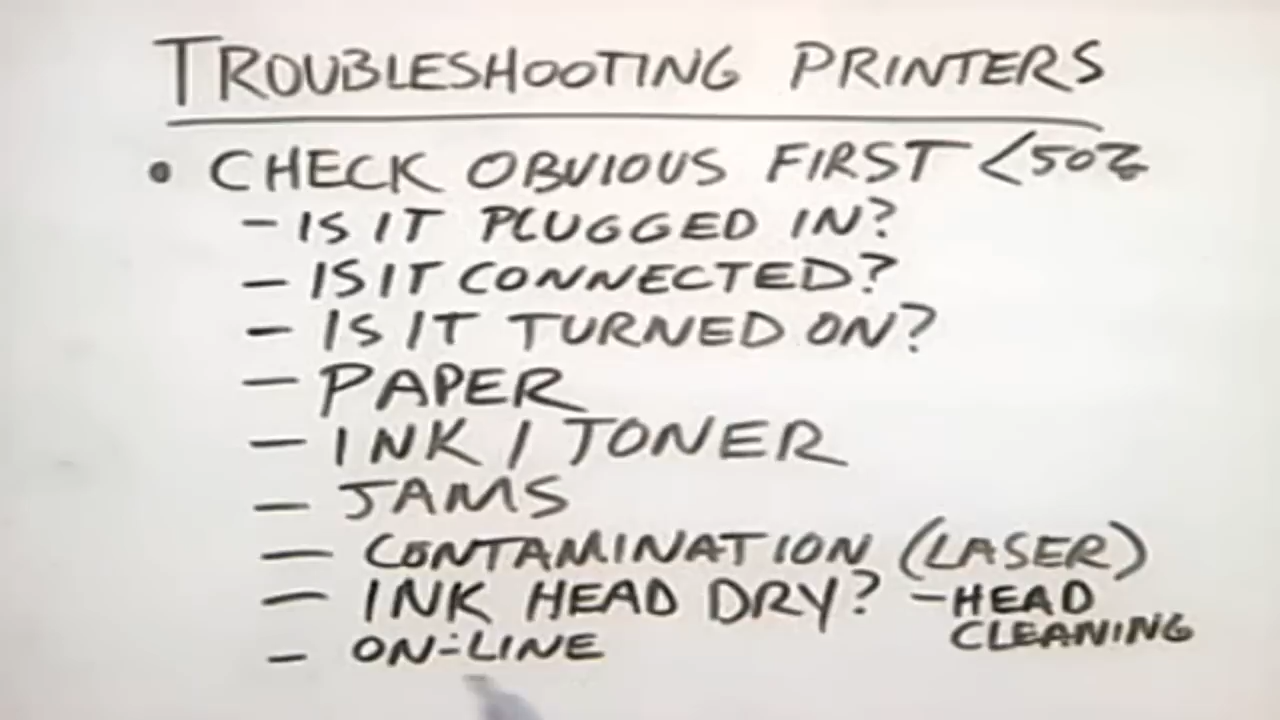 TROUBLESHOOTING PRINTERS
• CHECK OBVIOUS FIRST <50%
- IS IT PLUGGED IN?
- IS IT CONNECTED?
- IS IT TURNED ON?
- PAPER
- INK / TONER
- JAMS
- CONTAMINATION (LASER)
- INK HEAD DRY? - HEAD
CLEANING
- ON-LINE